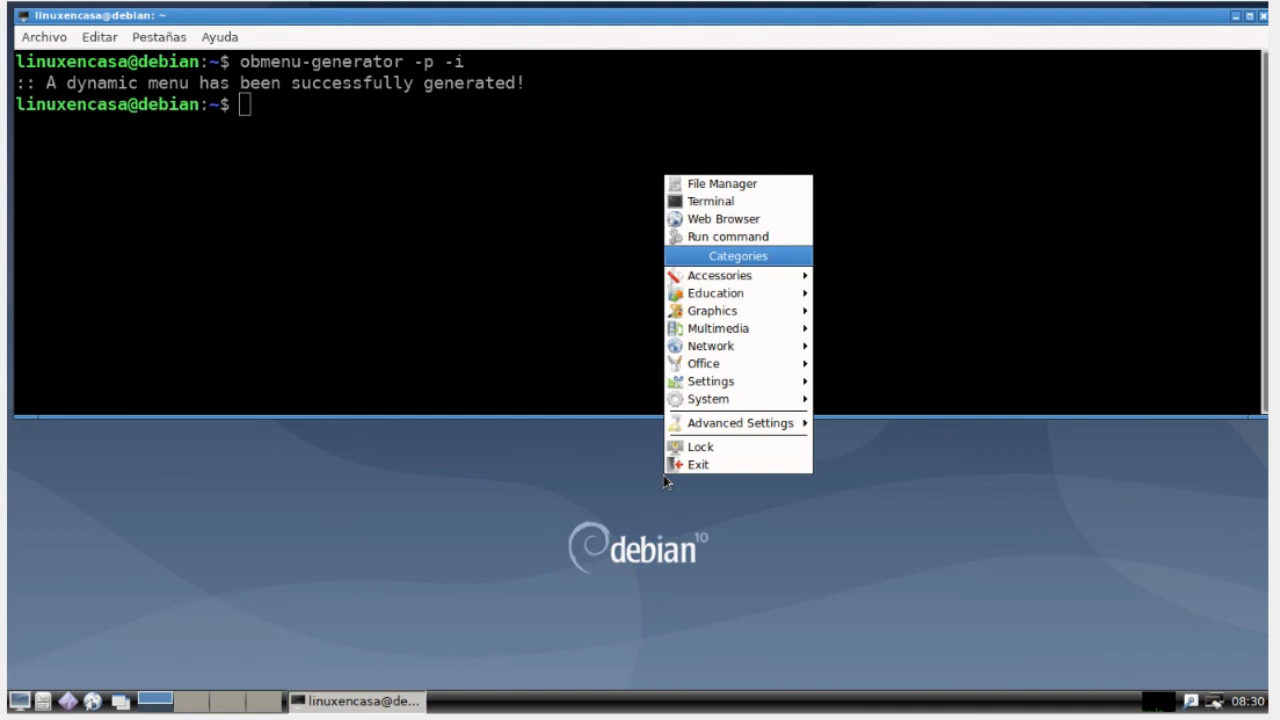 linuxencasa@debian: ~
Archivo Editar Pestañas Ayuda
linuxencasa@debian:~$ obmenu-generator -p -i
:: A dynamic menu has been successfully generated!
linuxencasa@debian:~$
File Manager
Terminal
Web Browser
Run command
Categories
Accessories
Education
Graphics
Multimedia
Network
Office
Settings
System
Advanced Settings
Lock
Exit
debian 10
linuxencasa@de...
08:30